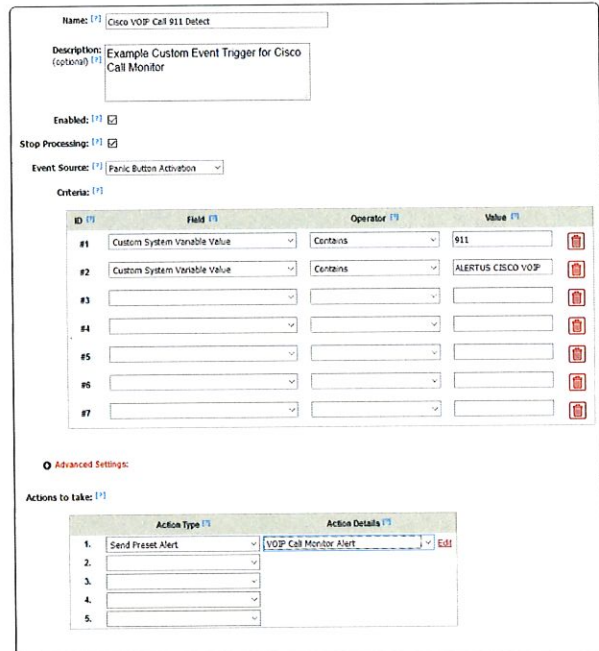 Name: [?] Cisco VOIP Call 911 Detect
Description: Example Custom Event Trigger for Cisco
(optional) [?] Call Monitor
Enabled: [?]
Stop Processing: [?]
Event Source: [?] Panic Button Activation
Criteria: [?]
ID [?] Field [?] Operator [?] Value [?]
#1 Custom System Variable Value Contains 911
#2 Custom System Variable Value Contains ALERTUS CISCO VOIP
#3
#4
#5
#6
#7
Advanced Settings:
Actions to take: [?]
Action Type [?] Action Details [?]
1. Send Preset Alert VOIP Call Monitor Alert Edit
2.
3.
4.
5.